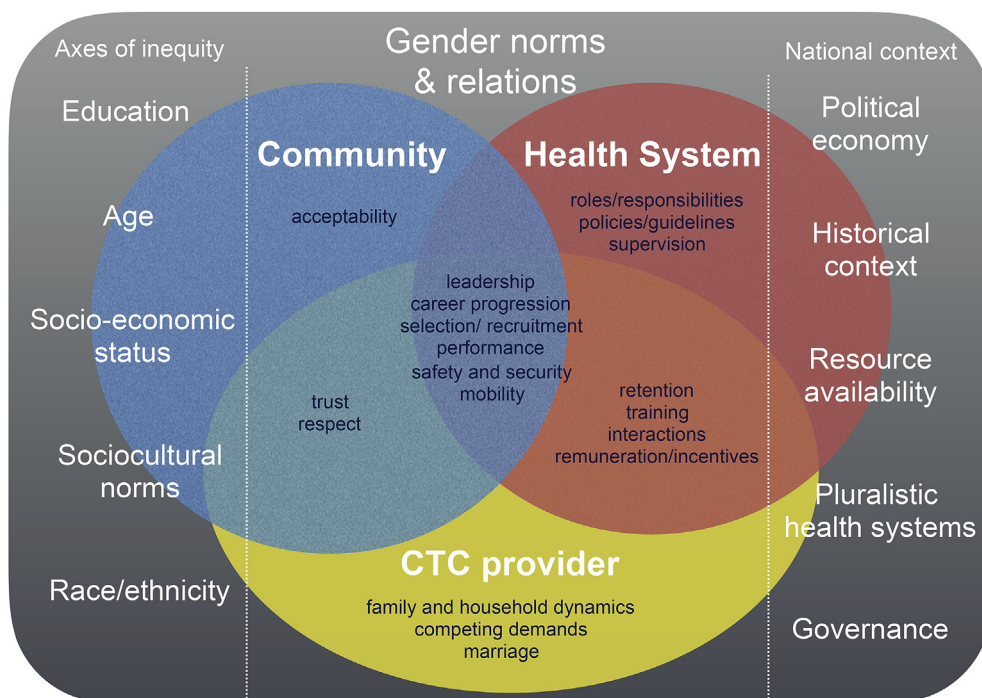 Axes of inequity
Education
Age
Socio-economic
status
Sociocultural
norms
Race/ethnicity
Gender norms
& relations
Community
acceptability
Health System
roles/responsibilities
policies/guidelines
supervision
leadership
career progression
selection/ recruitment
performance
safety and security
mobility
trust
respect
retention
training
interactions
remuneration/incentives
CTC provider
family and household dynamics
competing demands
marriage
National context
Political
economy
Historical
context
Resource
availability
Pluralistic
health systems
Governance